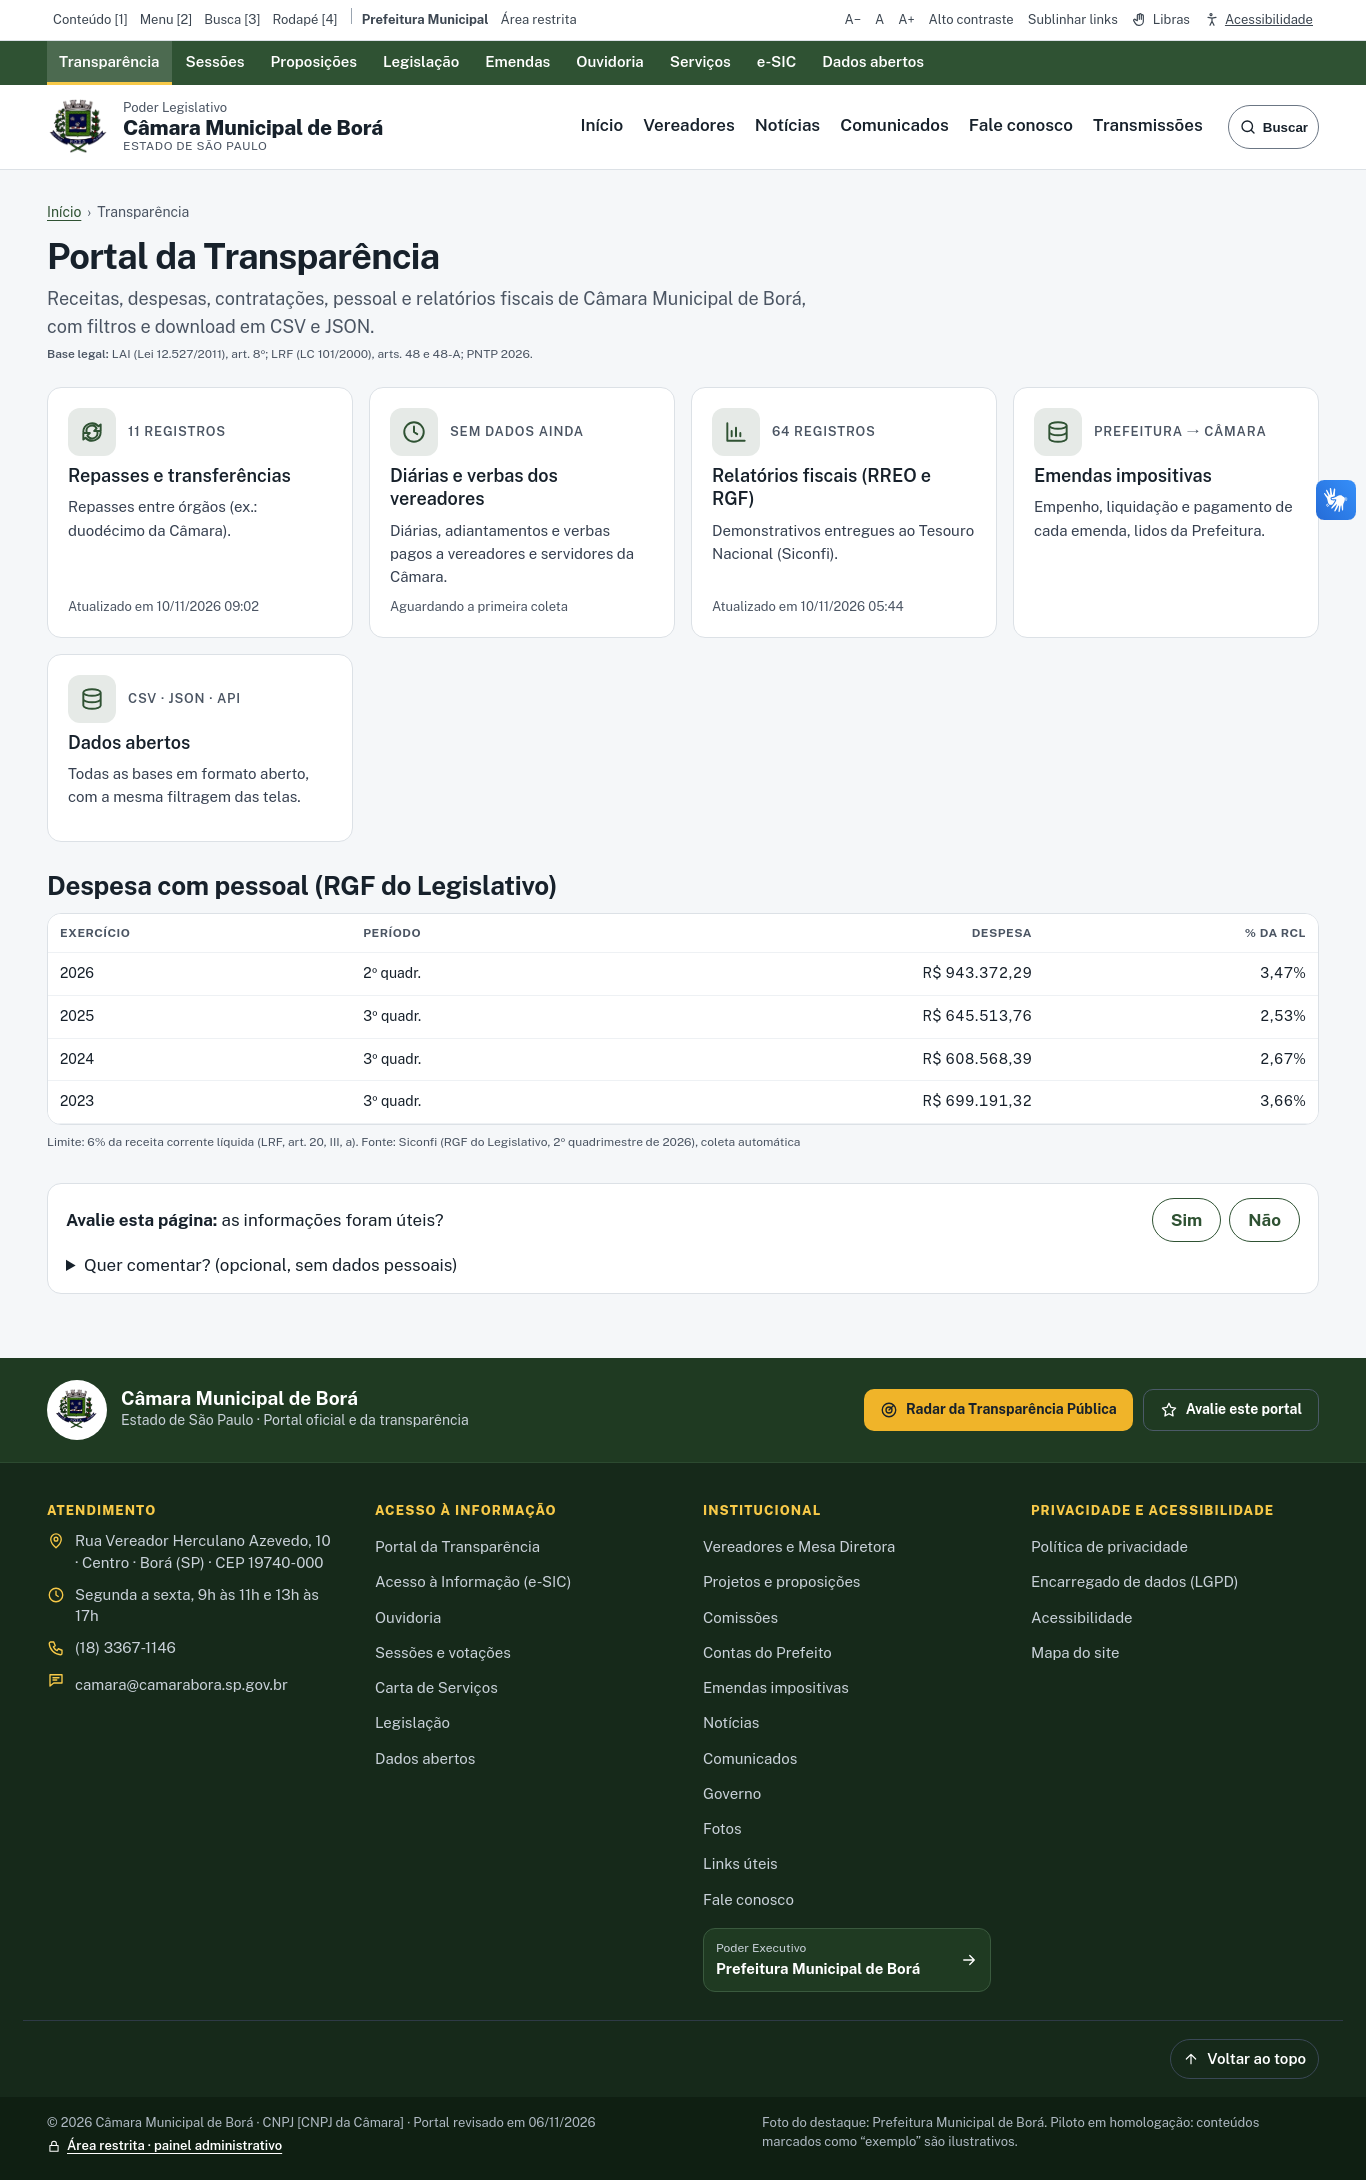 Conteúdo [1] Menu [2] Busca [3] Rodapé [4] Prefeitura Municipal Área restrita A− A A+ Alto contraste Sublinhar links Libras Acessibilidade
Transparência Sessões Proposições Legislação Emendas Ouvidoria Serviços e-SIC Dados abertos
Poder Legislativo
Câmara Municipal de Borá
ESTADO DE SÃO PAULO
Início Vereadores Notícias Comunicados Fale conosco Transmissões Buscar
Início › Transparência
Portal da Transparência
Receitas, despesas, contratações, pessoal e relatórios fiscais de Câmara Municipal de Borá,
com filtros e download em CSV e JSON.
Base legal: LAI (Lei 12.527/2011), art. 8º; LRF (LC 101/2000), arts. 48 e 48-A; PNTP 2026.
11 REGISTROS
Repasses e transferências
Repasses entre órgãos (ex.:
duodécimo da Câmara).
Atualizado em 10/11/2026 09:02
SEM DADOS AINDA
Diárias e verbas dos
vereadores
Diárias, adiantamentos e verbas
pagos a vereadores e servidores da
Câmara.
Aguardando a primeira coleta
64 REGISTROS
Relatórios fiscais (RREO e
RGF)
Demonstrativos entregues ao Tesouro
Nacional (Siconfi).
Atualizado em 10/11/2026 05:44
PREFEITURA → CÂMARA
Emendas impositivas
Empenho, liquidação e pagamento de
cada emenda, lidos da Prefeitura.
CSV · JSON · API
Dados abertos
Todas as bases em formato aberto,
com a mesma filtragem das telas.
Despesa com pessoal (RGF do Legislativo)
EXERCÍCIO PERÍODO DESPESA % DA RCL
2026 2º quadr. R$ 943.372,29 3,47%
2025 3º quadr. R$ 645.513,76 2,53%
2024 3º quadr. R$ 608.568,39 2,67%
2023 3º quadr. R$ 699.191,32 3,66%
Limite: 6% da receita corrente líquida (LRF, art. 20, III, a). Fonte: Siconfi (RGF do Legislativo, 2º quadrimestre de 2026), coleta automática
Avalie esta página: as informações foram úteis? Sim Não
Quer comentar? (opcional, sem dados pessoais)
Câmara Municipal de Borá
Estado de São Paulo · Portal oficial e da transparência
Radar da Transparência Pública Avalie este portal
ATENDIMENTO
Rua Vereador Herculano Azevedo, 10
· Centro · Borá (SP) · CEP 19740-000
Segunda a sexta, 9h às 11h e 13h às
17h
(18) 3367-1146
camara@camarabora.sp.gov.br
ACESSO À INFORMAÇÃO
Portal da Transparência
Acesso à Informação (e-SIC)
Ouvidoria
Sessões e votações
Carta de Serviços
Legislação
Dados abertos
INSTITUCIONAL
Vereadores e Mesa Diretora
Projetos e proposições
Comissões
Contas do Prefeito
Emendas impositivas
Notícias
Comunicados
Governo
Fotos
Links úteis
Fale conosco
Poder Executivo
Prefeitura Municipal de Borá
PRIVACIDADE E ACESSIBILIDADE
Política de privacidade
Encarregado de dados (LGPD)
Acessibilidade
Mapa do site
Voltar ao topo
© 2026 Câmara Municipal de Borá · CNPJ [CNPJ da Câmara] · Portal revisado em 06/11/2026
Área restrita · painel administrativo
Foto do destaque: Prefeitura Municipal de Borá. Piloto em homologação: conteúdos
marcados como “exemplo” são ilustrativos.